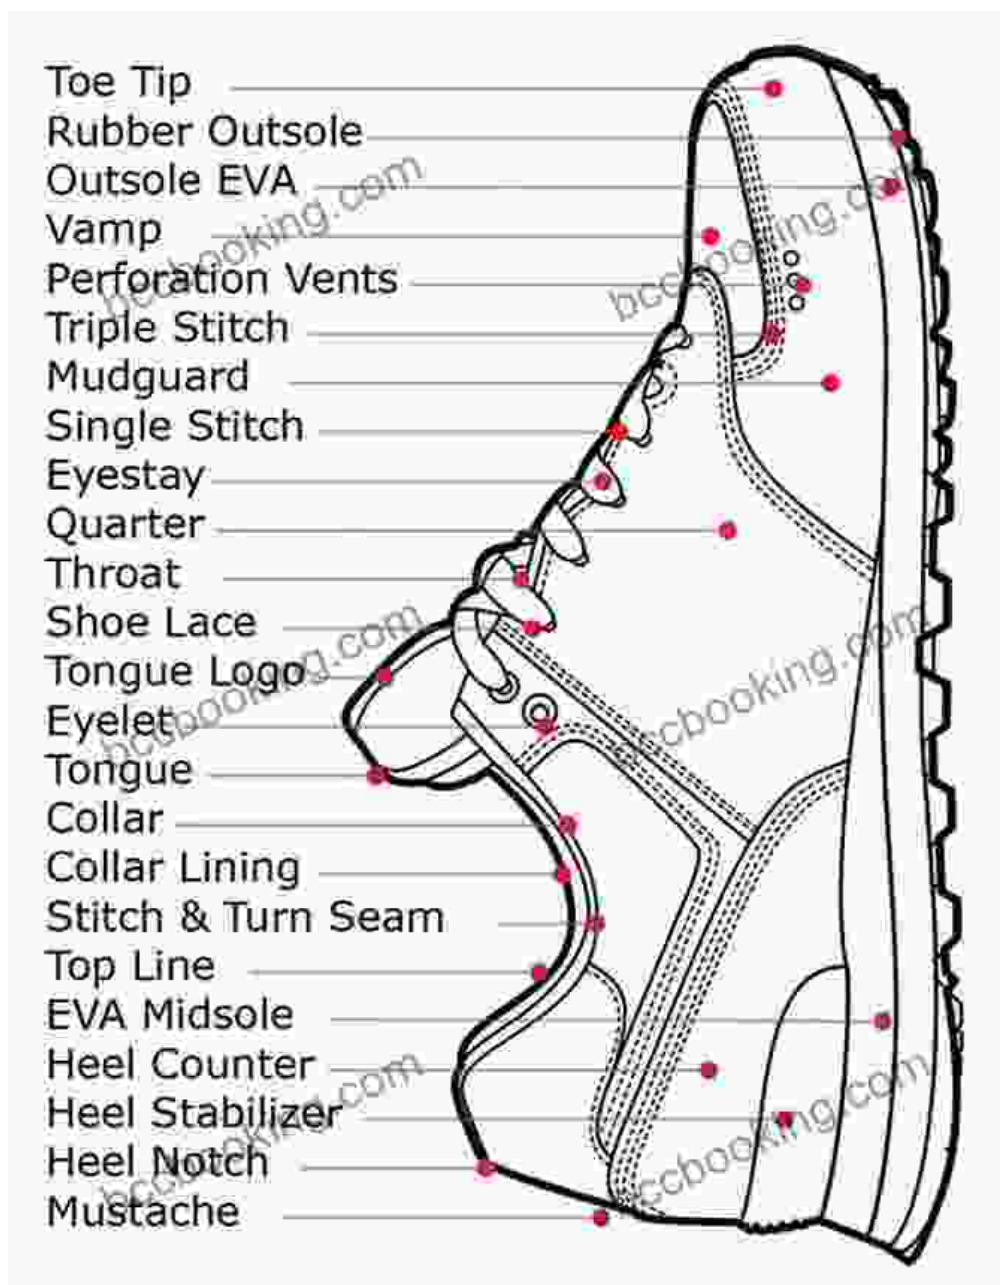 Toe Tip
Rubber Outsole
Outsole EVA
Vamp
Perforation Vents
Triple Stitch
Mudguard
Single Stitch
Eyestay
Quarter
Throat
Shoe Lace
Tongue Logo
Eyelet
Tongue
Collar
Collar Lining
Stitch & Turn Seam
Top Line
EVA Midsole
Heel Counter
Heel Stabilizer
Heel Notch
Mustache
bccbooking.com
bccbooking.com
bccbooking.com
bccbooking.com
bccbooking.com
bccbooking.com